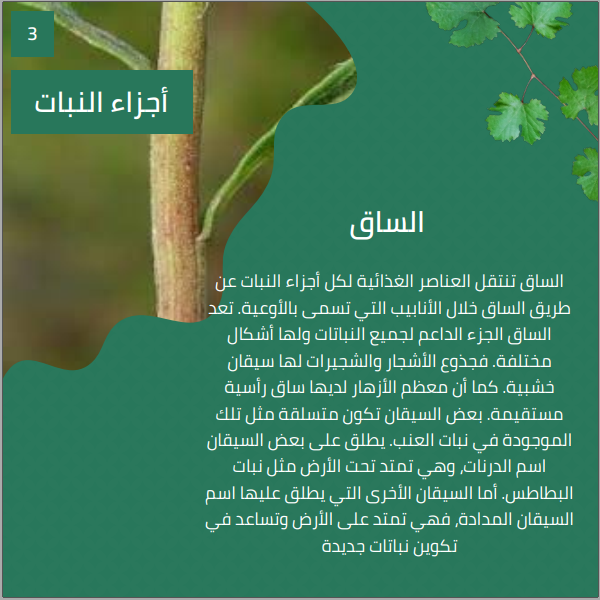 3
أجزاء النبات
الساق
الساق تنتقل العناصر الغذائية لكل أجزاء النبات عن
طريق الساق خلال الأنابيب التي تسمى بالأوعية. تعد
الساق الجزء الداعم لجميع النباتات ولها أشكال
مختلفة. فجذوع الأشجار والشجيرات لها سيقان
خشبية. كما أن معظم الأزهار لديها ساق رأسية
مستقيمة. بعض السيقان تكون متسلقة مثل تلك
الموجودة في نبات العنب. يطلق على بعض السيقان
اسم الدرنات، وهي تمتد تحت الأرض مثل نبات
البطاطس. أما السيقان الأخرى التي يطلق عليها اسم
السيقان المدادة، فهي تمتد على الأرض وتساعد في
تكوين نباتات جديدة